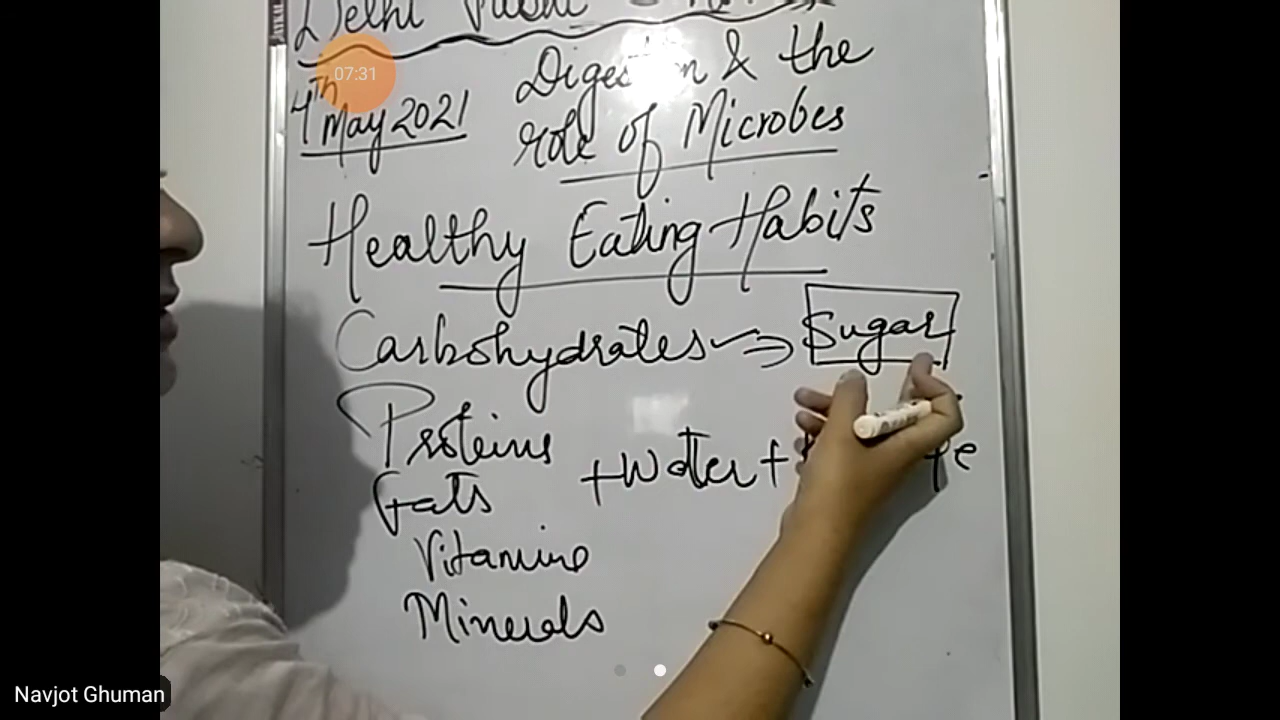 Delhi
07:31
4th May 2021
Digestion & the
role of Microbes
Healthy Eating Habits
Carbohydrates ⇒ Sugar
Proteins
Fats
+ Water +
Vitamins
Minerals
Navjot Ghuman